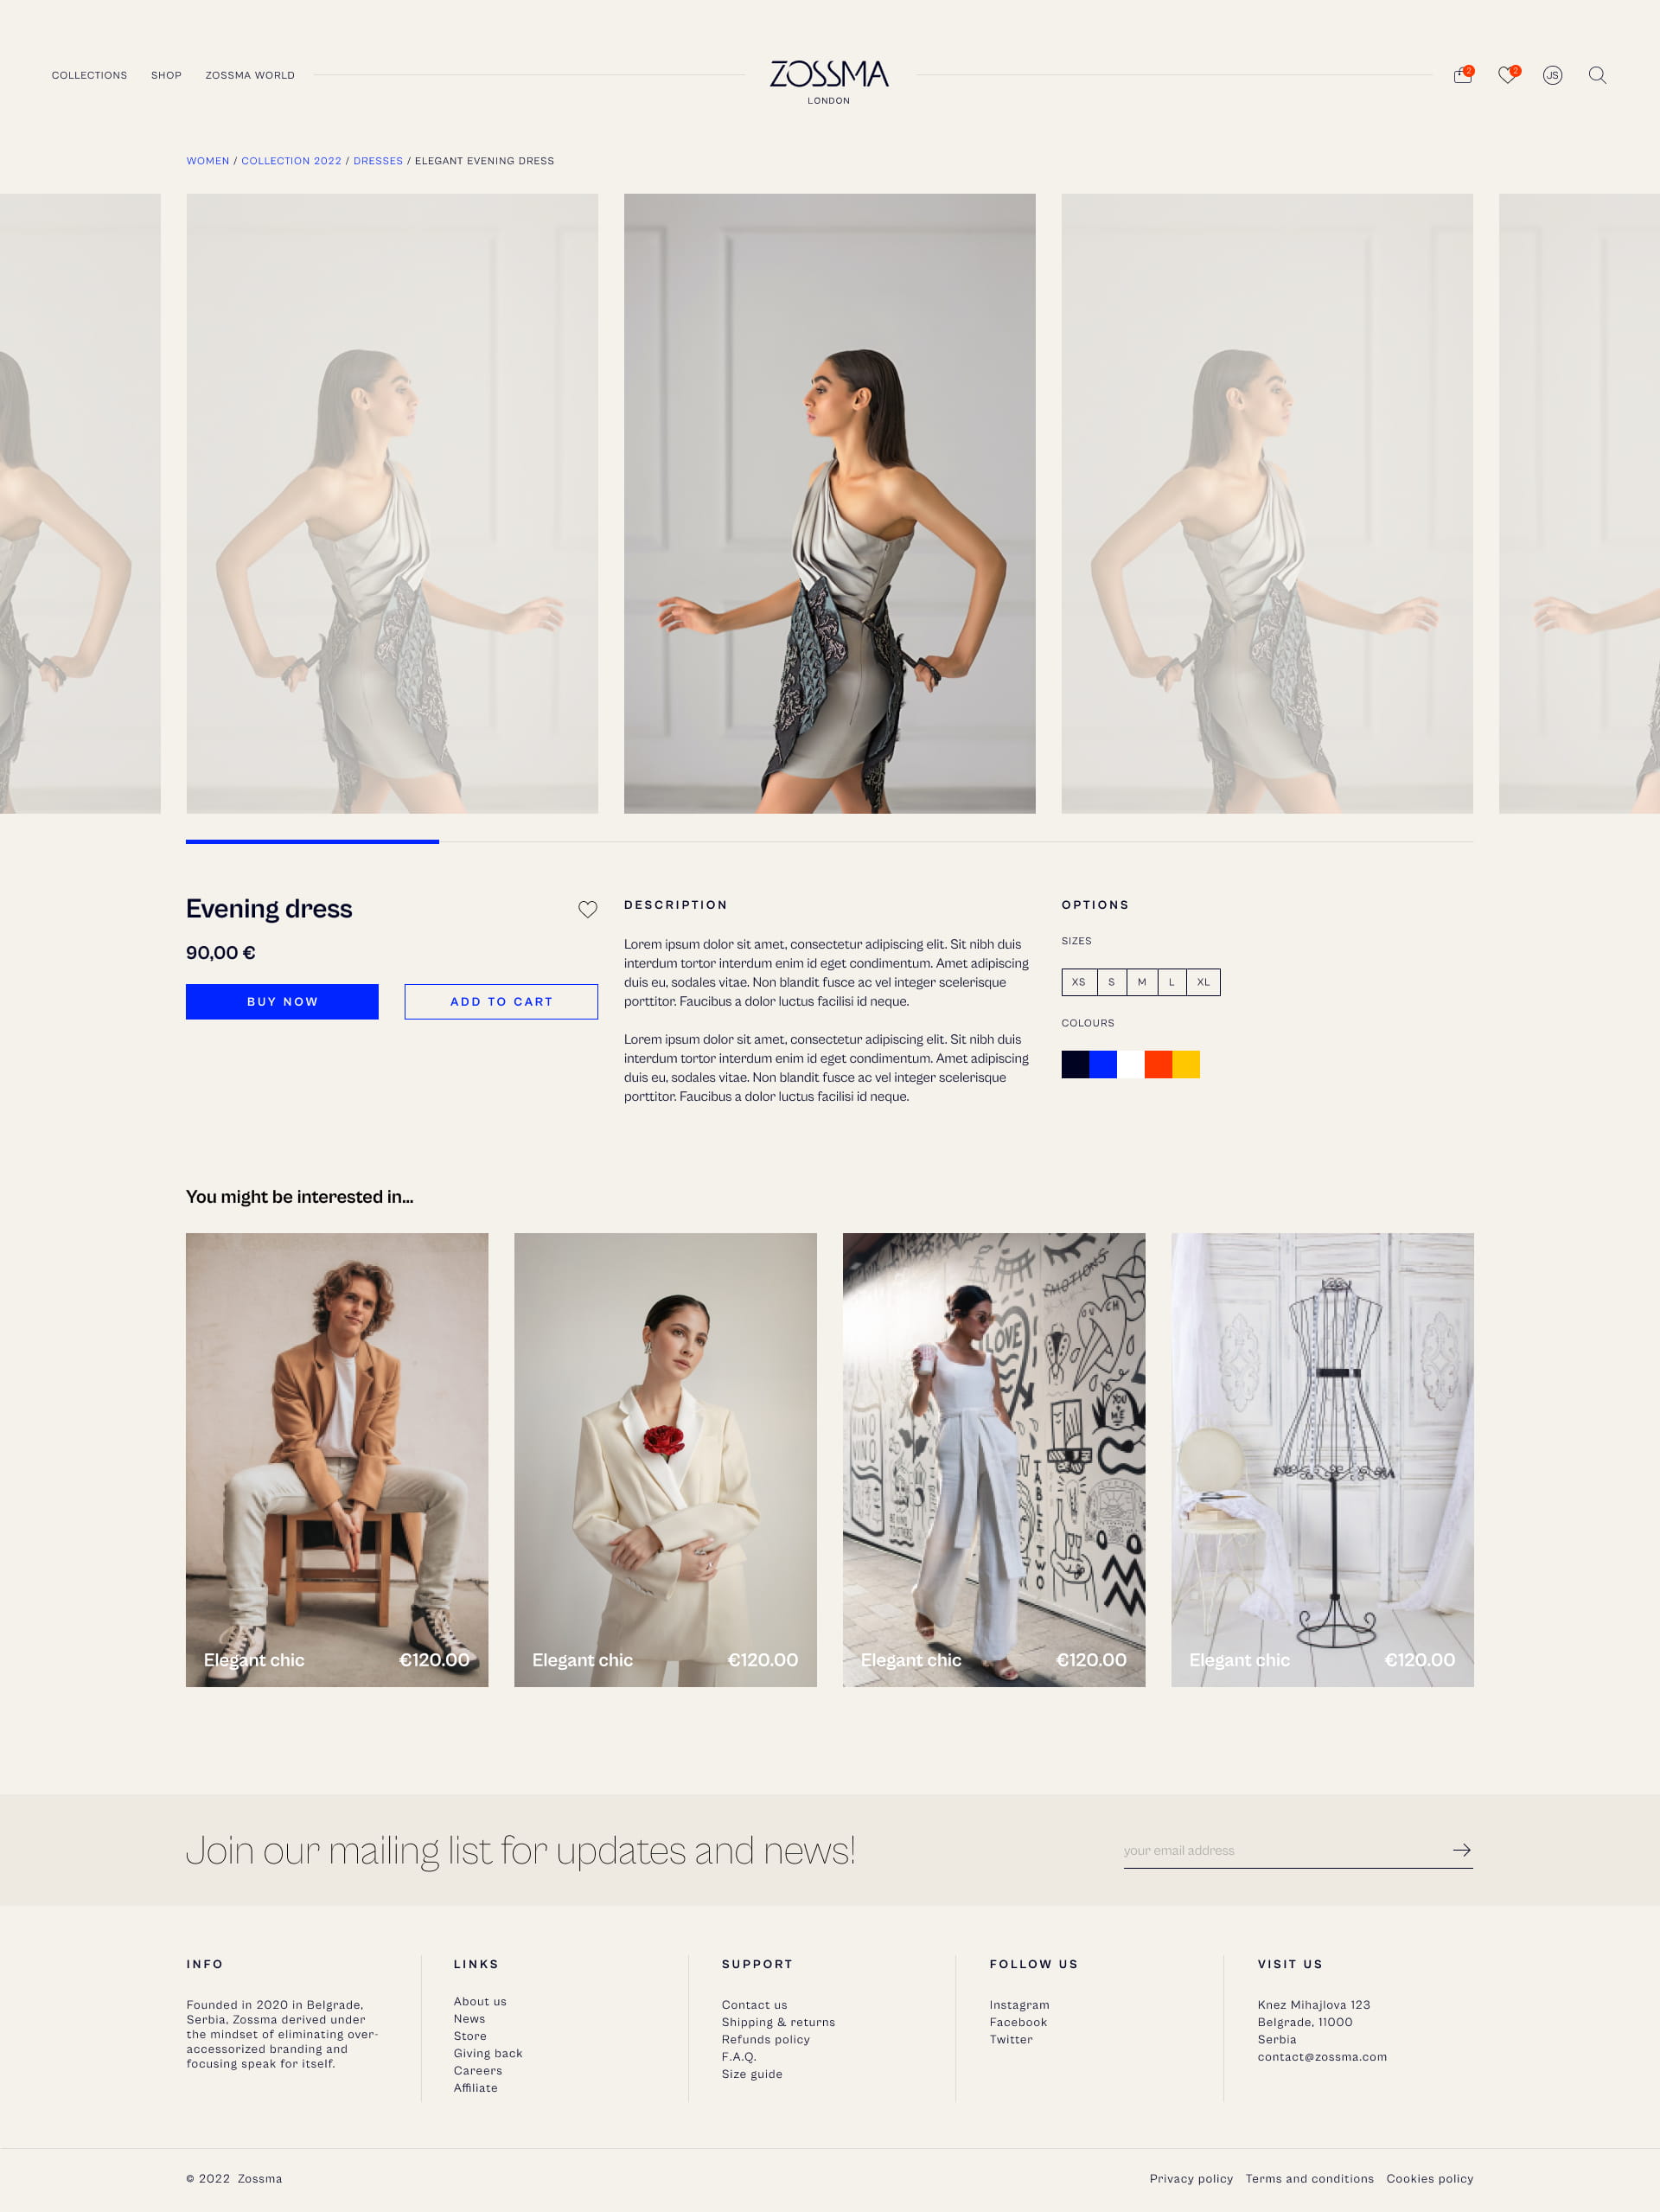 COLLECTIONS SHOP ZOSSMA WORLD
ZOSSMA
LONDON
2 2 JS
WOMEN / COLLECTION 2022 / DRESSES / ELEGANT EVENING DRESS
Evening dress
90,00 €
BUY NOW ADD TO CART
DESCRIPTION
Lorem ipsum dolor sit amet, consectetur adipiscing elit. Sit nibh duis
interdum tortor interdum enim id eget condimentum. Amet adipiscing
duis eu, sodales vitae. Non blandit fusce ac vel integer scelerisque
porttitor. Faucibus a dolor luctus facilisi id neque.
Lorem ipsum dolor sit amet, consectetur adipiscing elit. Sit nibh duis
interdum tortor interdum enim id eget condimentum. Amet adipiscing
duis eu, sodales vitae. Non blandit fusce ac vel integer scelerisque
porttitor. Faucibus a dolor luctus facilisi id neque.
OPTIONS
SIZES
XS S M L XL
COLOURS
You might be interested in...
EMOTIONS
OUCH
LOVE
YOU
ME
VINO
VINO
TABLE TWO
Elegant chic €120.00
Elegant chic €120.00
Elegant chic €120.00
Elegant chic €120.00
Join our mailing list for updates and news!
your email address
INFO
Founded in 2020 in Belgrade,
Serbia, Zossma derived under
the mindset of eliminating over-
accessorized branding and
focusing speak for itself.
LINKS
About us
News
Store
Giving back
Careers
Affiliate
SUPPORT
Contact us
Shipping & returns
Refunds policy
F.A.Q.
Size guide
FOLLOW US
Instagram
Facebook
Twitter
VISIT US
Knez Mihajlova 123
Belgrade, 11000
Serbia
contact@zossma.com
© 2022 Zossma
Privacy policy Terms and conditions Cookies policy